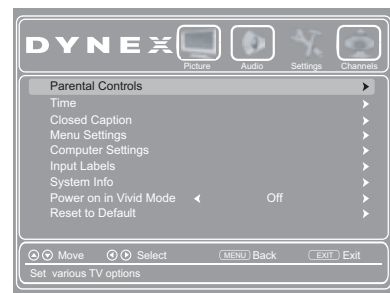 DYNEX
Picture Audio Settings Channels
Parental Controls
Time
Closed Caption
Menu Settings
Computer Settings
Input Labels
System Info
Power on in Vivid Mode Off
Reset to Default
Move Select MENU Back EXIT Exit
Set various TV options